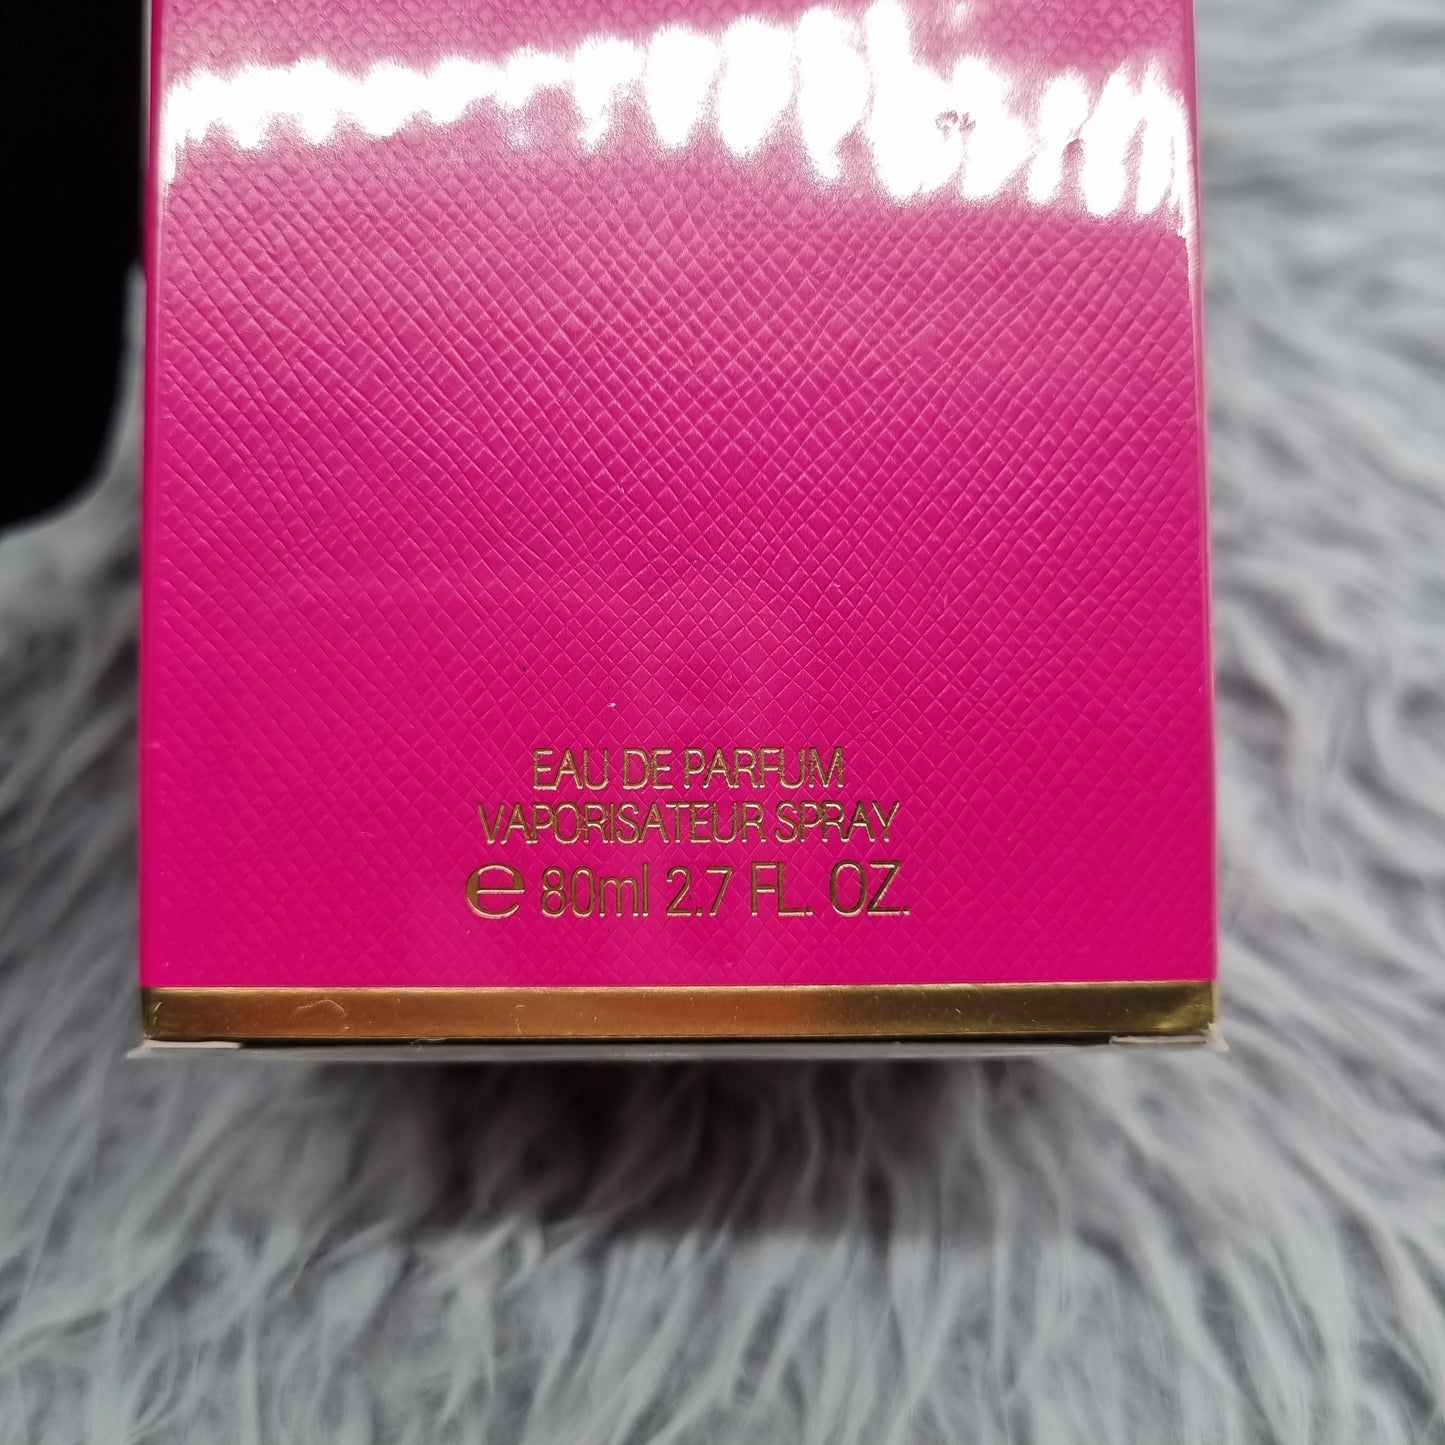 EAU DE PARFUM
VAPORISATEUR SPRAY
℮ 80ml 2.7 FL. OZ.